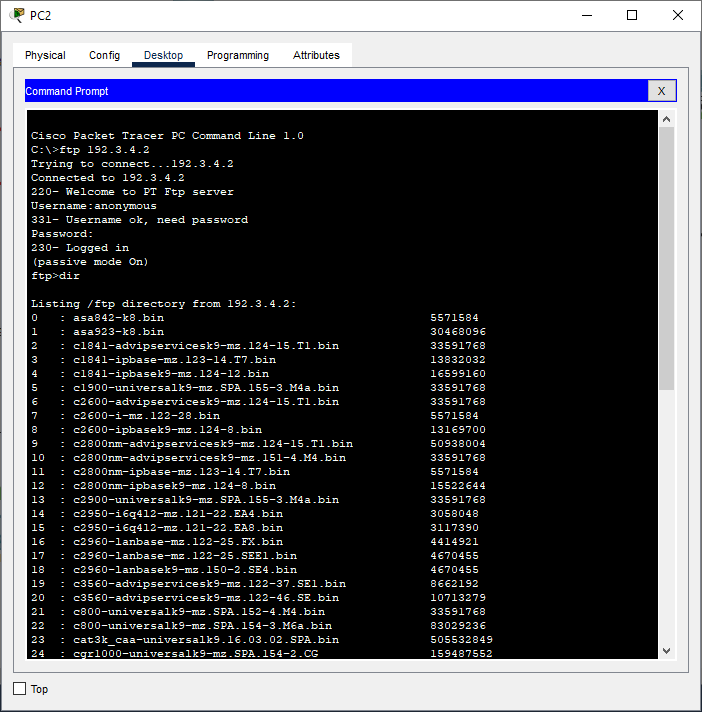 PC2
Physical Config Desktop Programming Attributes
Command Prompt X
Cisco Packet Tracer PC Command Line 1.0
C:\>ftp 192.3.4.2
Trying to connect...192.3.4.2
Connected to 192.3.4.2
220- Welcome to PT Ftp server
Username:anonymous
331- Username ok, need password
Password:
230- Logged in
(passive mode On)
ftp>dir
Listing /ftp directory from 192.3.4.2:
0 : asa842-k8.bin 5571584
1 : asa923-k8.bin 30468096
2 : c1841-advipservicesk9-mz.124-15.T1.bin 33591768
3 : c1841-ipbase-mz.123-14.T7.bin 13832032
4 : c1841-ipbasek9-mz.124-12.bin 16599160
5 : c1900-universalk9-mz.SPA.155-3.M4a.bin 33591768
6 : c2600-advipservicesk9-mz.124-15.T1.bin 33591768
7 : c2600-i-mz.122-28.bin 5571584
8 : c2600-ipbasek9-mz.124-8.bin 13169700
9 : c2800nm-advipservicesk9-mz.124-15.T1.bin 50938004
10 : c2800nm-advipservicesk9-mz.151-4.M4.bin 33591768
11 : c2800nm-ipbase-mz.123-14.T7.bin 5571584
12 : c2800nm-ipbasek9-mz.124-8.bin 15522644
13 : c2900-universalk9-mz.SPA.155-3.M4a.bin 33591768
14 : c2950-i6q4l2-mz.121-22.EA4.bin 3058048
15 : c2950-i6q4l2-mz.121-22.EA8.bin 3117390
16 : c2960-lanbase-mz.122-25.FX.bin 4414921
17 : c2960-lanbase-mz.122-25.SEE1.bin 4670455
18 : c2960-lanbasek9-mz.150-2.SE4.bin 4670455
19 : c3560-advipservicesk9-mz.122-37.SE1.bin 8662192
20 : c3560-advipservicesk9-mz.122-46.SE.bin 10713279
21 : c800-universalk9-mz.SPA.152-4.M4.bin 33591768
22 : c800-universalk9-mz.SPA.154-3.M6a.bin 83029236
23 : cat3k_caa-universalk9.16.03.02.SPA.bin 505532849
24 : cgr1000-universalk9-mz.SPA.154-2.CG 159487552
Top